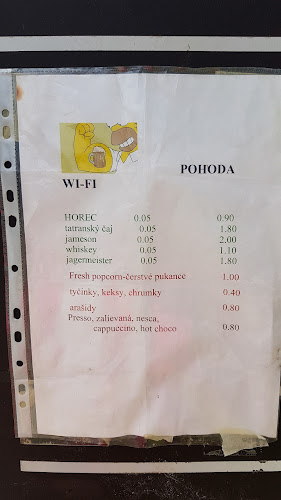 POHODA
WI-FI
HOREC 0.05 0.90
tatranský čaj 0.05 1.80
jameson 0.05 2.00
whiskey 0.05 1.10
jagermeister 0.05 1.80
Fresh popcorn-čerstvé pukance 1.00
tyčinky, keksy, chrumky 0.40
arašidy 0.80
Presso, zalievaná, nesca,
cappuccino, hot choco 0.80